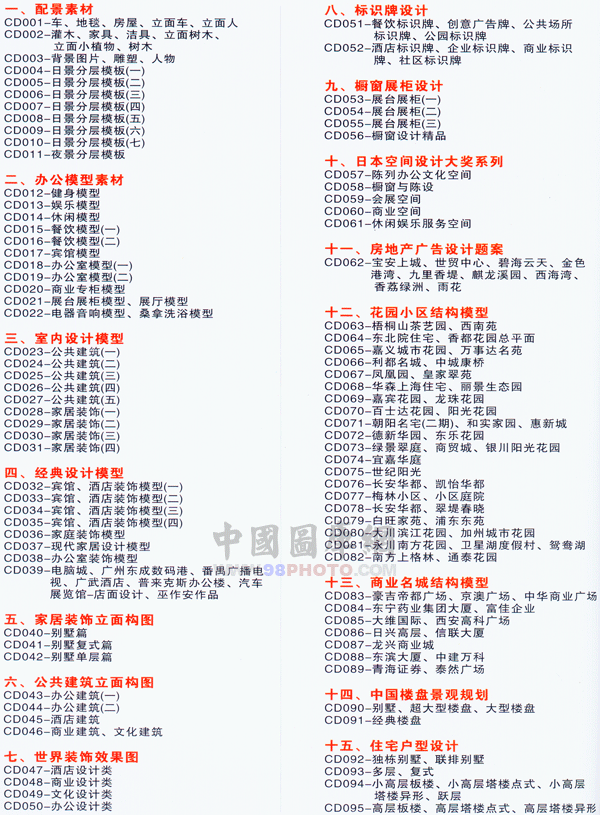 一、配景素材
CD001-车、地毯、房屋、立面车、立面人
CD002-灌木、家具、洁具、立面树木、
立面小植物、树木
CD003-背景图片、雕塑、人物
CD004-日景分层模板(一)
CD005-日景分层模板(二)
CD006-日景分层模板(三)
CD007-日景分层模板(四)
CD008-日景分层模板(五)
CD009-日景分层模板(六)
CD010-日景分层模板(七)
CD011-夜景分层模板
二、办公模型素材
CD012-健身模型
CD013-娱乐模型
CD014-休闲模型
CD015-餐饮模型(一)
CD016-餐饮模型(二)
CD017-宾馆模型
CD018-办公室模型(一)
CD019-办公室模型(二)
CD020-商业专柜模型
CD021-展台展柜模型、展厅模型
CD022-电器音响模型、桑拿洗浴模型
三、室内设计模型
CD023-公共建筑(一)
CD024-公共建筑(二)
CD025-公共建筑(三)
CD026-公共建筑(四)
CD027-公共建筑(五)
CD028-家居装饰(一)
CD029-家居装饰(二)
CD030-家居装饰(三)
CD031-家居装饰(四)
四、经典设计模型
CD032-宾馆、酒店装饰模型(一)
CD033-宾馆、酒店装饰模型(二)
CD034-宾馆、酒店装饰模型(三)
CD035-宾馆、酒店装饰模型(四)
CD036-家庭装饰模型
CD037-现代家居设计模型
CD038-办公室装饰模型
CD039-电脑城、广州东成数码港、番禺广播电
视、广武酒店、普来克斯办公楼、汽车
展览馆-店面设计、巫作安作品
五、家居装饰立面构图
CD040-别墅篇
CD041-别墅复式篇
CD042-别墅单层篇
六、公共建筑立面构图
CD043-办公建筑(一)
CD044-办公建筑(二)
CD045-酒店建筑
CD046-商业建筑、文化建筑
七、世界装饰效果图
CD047-酒店设计类
CD048-商业设计类
CD049-文化设计类
CD050-办公设计类
八、标识牌设计
CD051-餐饮标识牌、创意广告牌、公共场所
标识牌、公园标识牌
CD052-酒店标识牌、企业标识牌、商业标识
牌、社区标识牌
九、橱窗展柜设计
CD053-展台展柜(一)
CD054-展台展柜(二)
CD055-展台展柜(三)
CD056-橱窗设计精品
十、日本空间设计大奖系列
CD057-陈列办公文化空间
CD058-橱窗与陈设
CD059-会展空间
CD060-商业空间
CD061-休闲娱乐服务空间
十一、房地产广告设计题案
CD062-宝安上城、世贸中心、碧海云天、金色
港湾、九里香堤、麒龙溪园、西海湾、
香荔绿洲、雨花
十二、花园小区结构模型
CD063-梧桐山茶艺园、西南苑
CD064-东北院住宅、香都花园总平面
CD065-嘉义城市花园、万事达名苑
CD066-利都名城、中城康桥
CD067-凤凰园、皇家翠苑
CD068-华森上海住宅、丽景生态园
CD069-嘉宾花园、龙珠花园
CD070-百士达花园、阳光花园
CD071-朝阳名宅(二期)、和实家园、惠新城
CD072-德新华园、东乐花园
CD073-绿景翠庭、商贸城、银川阳光花园
CD074-宜嘉华庭
CD075-世纪阳光
CD076-长安华都、凯怡华都
CD077-梅林小区、小区庭院
CD078-长安华都、翠堤春晓
CD079-白旺家苑、浦东东苑
CD080-银川滨江花园、加州城市花园
CD081-深圳南方花园、卫星湖度假村、鸳鸯湖
CD082-南方上格林、通泰花园
十三、商业名城结构模型
CD083-豪吉帝都广场、京澳广场、中华商业广场
CD084-东宁药业集团大厦、富佳企业
CD085-大维国际、西安高科广场
CD086-日兴高层、信联大厦
CD087-龙兴商业城
CD088-东滨大厦、中建万科
CD089-青海证券、泰然广场
十四、中国楼盘景观规划
CD090-别墅、超大型楼盘、大型楼盘
CD091-经典楼盘
十五、住宅户型设计
CD092-独栋别墅、联排别墅
CD093-多层、复式
CD094-小高层板楼、小高层塔楼点式、小高层
塔楼异形、跃层
CD095-高层板楼、高层塔楼点式、高层塔楼异形
中國圖庫網
98PHOTO.COM